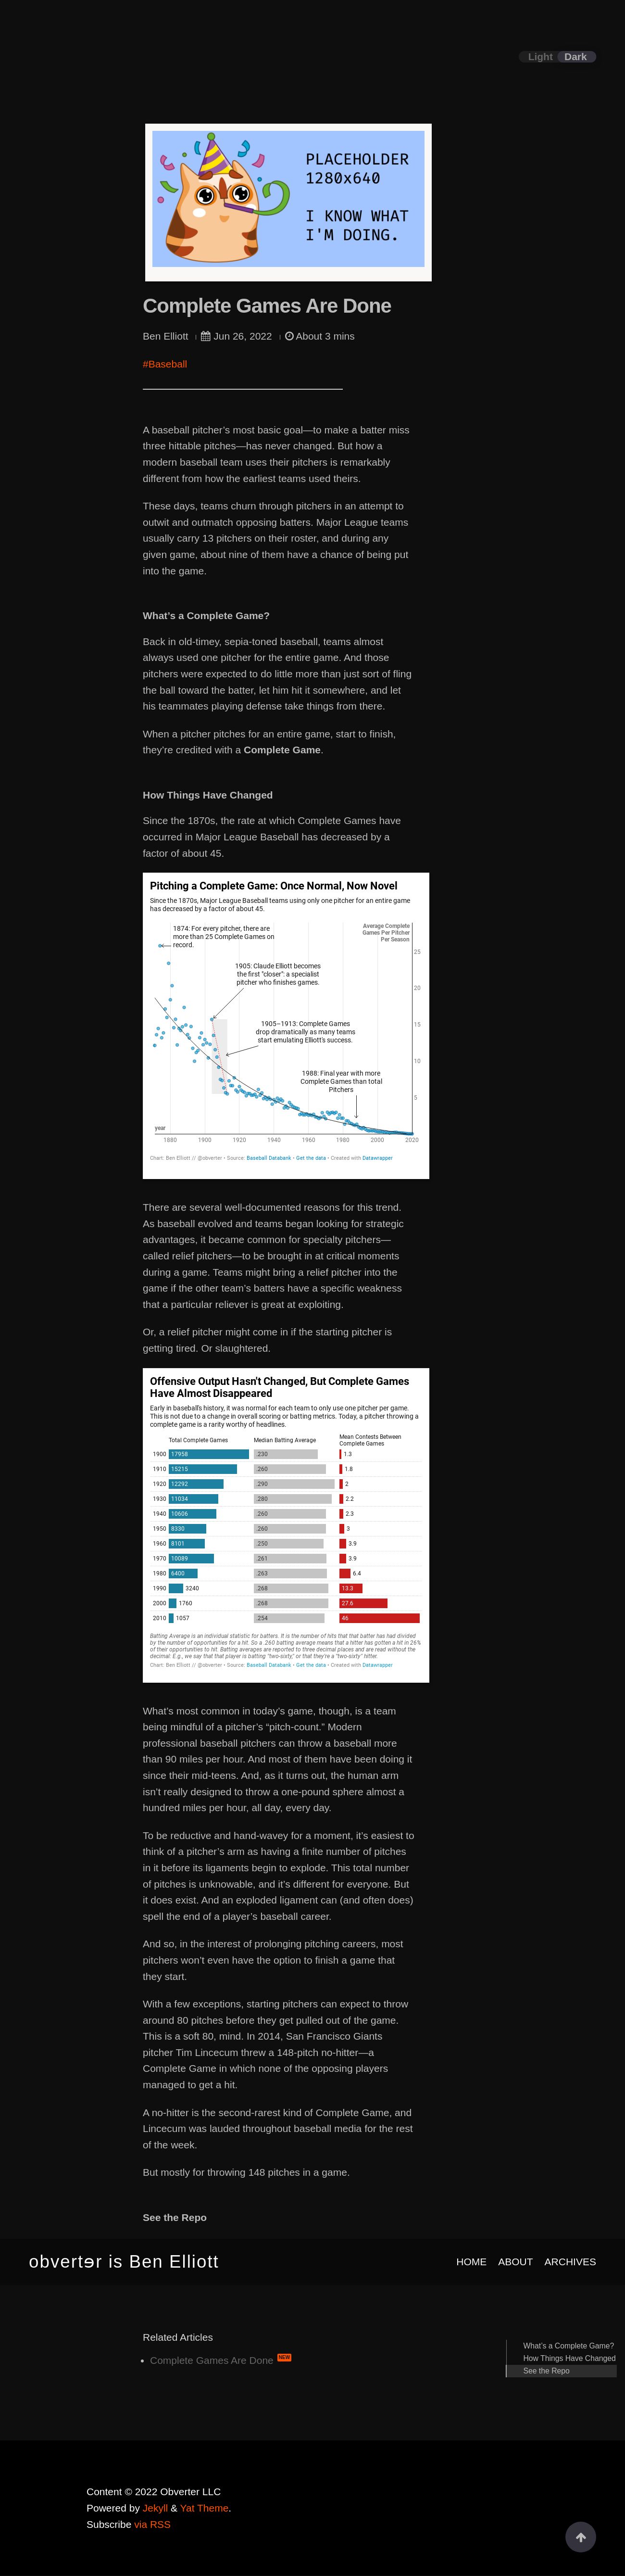 Light Dark
PLACEHOLDER
1280x640
I KNOW WHAT
I'M DOING.
Complete Games Are Done
Ben Elliott Jun 26, 2022 About 3 mins
#Baseball
A baseball pitcher’s most basic goal—to make a batter miss
three hittable pitches—has never changed. But how a
modern baseball team uses their pitchers is remarkably
different from how the earliest teams used theirs.
These days, teams churn through pitchers in an attempt to
outwit and outmatch opposing batters. Major League teams
usually carry 13 pitchers on their roster, and during any
given game, about nine of them have a chance of being put
into the game.
What’s a Complete Game?
Back in old-timey, sepia-toned baseball, teams almost
always used one pitcher for the entire game. And those
pitchers were expected to do little more than just sort of fling
the ball toward the batter, let him hit it somewhere, and let
his teammates playing defense take things from there.
When a pitcher pitches for an entire game, start to finish,
they’re credited with a Complete Game.
How Things Have Changed
Since the 1870s, the rate at which Complete Games have
occurred in Major League Baseball has decreased by a
factor of about 45.
Pitching a Complete Game: Once Normal, Now Novel
Since the 1870s, Major League Baseball teams using only one pitcher for an entire game
has decreased by a factor of about 45.
1874: For every pitcher, there are
more than 25 Complete Games on
record.
Average Complete
Games Per Pitcher
Per Season
25
1905: Claude Elliott becomes
the first "closer": a specialist
pitcher who finishes games.
20
1905–1913: Complete Games
drop dramatically as many teams
start emulating Elliott's success.
15
10
1988: Final year with more
Complete Games than total
Pitchers
5
year
1880 1900 1920 1940 1960 1980 2000 2020
Chart: Ben Elliott // @obverter • Source: Baseball Databank • Get the data • Created with Datawrapper
There are several well-documented reasons for this trend.
As baseball evolved and teams began looking for strategic
advantages, it became common for specialty pitchers—
called relief pitchers—to be brought in at critical moments
during a game. Teams might bring a relief pitcher into the
game if the other team’s batters have a specific weakness
that a particular reliever is great at exploiting.
Or, a relief pitcher might come in if the starting pitcher is
getting tired. Or slaughtered.
Offensive Output Hasn't Changed, But Complete Games
Have Almost Disappeared
Early in baseball's history, it was normal for each team to only use one pitcher per game.
This is not due to a change in overall scoring or batting metrics. Today, a pitcher throwing a
complete game is a rarity worthy of headlines.
Total Complete Games Median Batting Average Mean Contests Between
Complete Games
1900 17958 .230 1.3
1910 15215 .260 1.8
1920 12292 .290 2
1930 11034 .280 2.2
1940 10606 .260 2.3
1950 8330 .260 3
1960 8101 .250 3.9
1970 10089 .261 3.9
1980 6400 .263 6.4
1990 3240 .268 13.3
2000 1760 .268 27.6
2010 1057 .254 46
Batting Average is an individual statistic for batters. It is the number of hits that that batter has had divided
by the number of opportunities for a hit. So a .260 batting average means that a hitter has gotten a hit in 26%
of their opportunities to hit. Batting averages are reported to three decimal places and are read without the
decimal. E.g., we say that that player is batting "two-sixty," or that they're a "two-sixty" hitter.
Chart: Ben Elliott // @obverter • Source: Baseball Databank • Get the data • Created with Datawrapper
What’s most common in today’s game, though, is a team
being mindful of a pitcher’s “pitch-count.” Modern
professional baseball pitchers can throw a baseball more
than 90 miles per hour. And most of them have been doing it
since their mid-teens. And, as it turns out, the human arm
isn’t really designed to throw a one-pound sphere almost a
hundred miles per hour, all day, every day.
To be reductive and hand-wavey for a moment, it’s easiest to
think of a pitcher’s arm as having a finite number of pitches
in it before its ligaments begin to explode. This total number
of pitches is unknowable, and it’s different for everyone. But
it does exist. And an exploded ligament can (and often does)
spell the end of a player’s baseball career.
And so, in the interest of prolonging pitching careers, most
pitchers won’t even have the option to finish a game that
they start.
With a few exceptions, starting pitchers can expect to throw
around 80 pitches before they get pulled out of the game.
This is a soft 80, mind. In 2014, San Francisco Giants
pitcher Tim Lincecum threw a 148-pitch no-hitter—a
Complete Game in which none of the opposing players
managed to get a hit.
A no-hitter is the second-rarest kind of Complete Game, and
Lincecum was lauded throughout baseball media for the rest
of the week.
But mostly for throwing 148 pitches in a game.
See the Repo
obvertɘr is Ben Elliott HOME ABOUT ARCHIVES
Related Articles
Complete Games Are Done NEW
What’s a Complete Game?
How Things Have Changed
See the Repo
Content © 2022 Obverter LLC
Powered by Jekyll & Yat Theme.
Subscribe via RSS